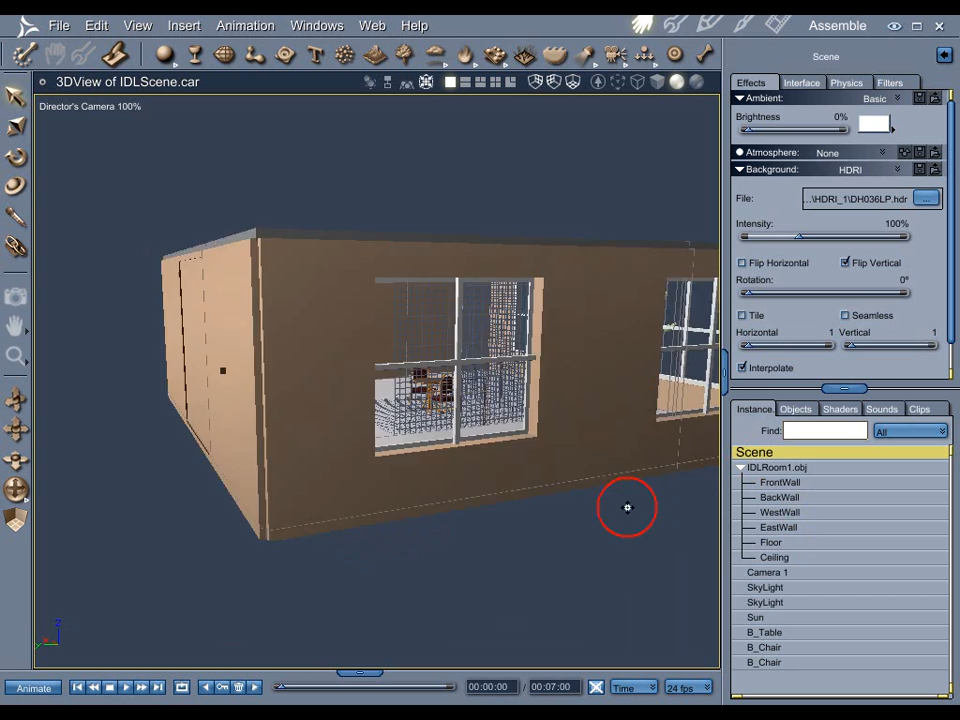 File Edit View Insert Animation Windows Web Help Assemble
Scene
3DView of IDLScene.car
Director's Camera 100%
Effects Interface Physics Filters
Ambient: Basic
Brightness 0%
Atmosphere: None
Background: HDRI
File: ...\HDRI_1\DH036LP.hdr ...
Intensity: 100%
Flip Horizontal Flip Vertical
Rotation: 0°
Tile Seamless
Horizontal 1 Vertical 1
Interpolate
Instance Objects Shaders Sounds Clips
Find: All
Scene
IDLRoom1.obj
FrontWall
BackWall
WestWall
EastWall
Floor
Ceiling
Camera 1
SkyLight
SkyLight
Sun
B_Table
B_Chair
B_Chair
Z
X
Y
Animate 00:00:00 / 00:07:00 Time 24 fps